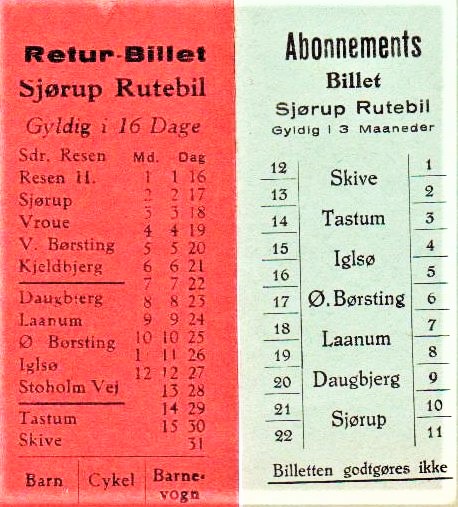 Retur-Billet
Sjørup Rutebil
Gyldig i 16 Dage
Sdr. Resen Md. Dag
Resen H. 1 1 16
Sjørup 2 2 17
3 3 18
Vroue 4 4 19
V. Børsting 5 5 20
Kjeldbjerg 6 6 21
7 7 22
Daugbjerg 8 8 23
Laanum 9 9 24
Ø Børsting 10 10 25
Iglsø 1 11 26
12 12 27
Stoholm Vej 13 28
14 29
Tastum 15 30
Skive 31
Barn Cykel Barne-
vogn
Abonnements
Billet
Sjørup Rutebil
Gyldig i 3 Maaneder
12 Skive 1
13 2
14 Tastum 3
15 Iglsø 4
16 5
17 Ø. Børsting 6
18 Laanum 7
19 8
20 Daugbjerg 9
21 Sjørup 10
22 11
Billetten godtgøres ikke